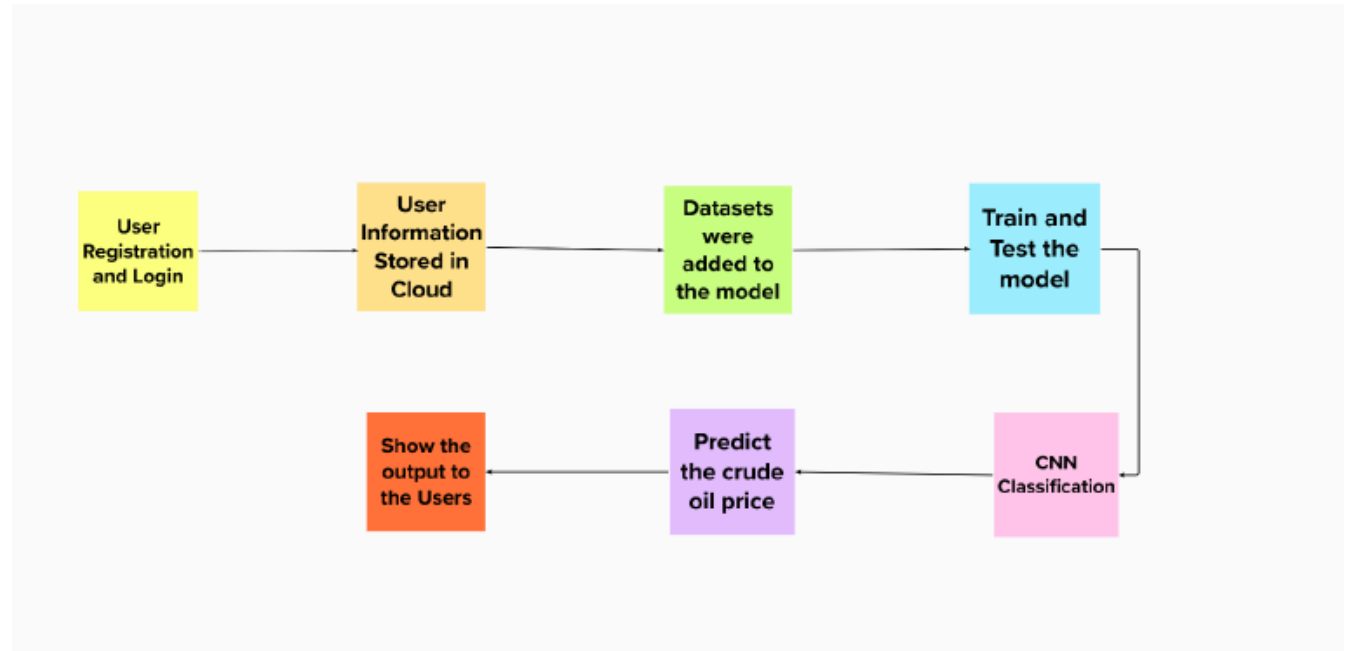 User
Registration
and Login
User
Information
Stored in
Cloud
Datasets
were
added to
the model
Train and
Test the
model
CNN
Classification
Predict
the crude
oil price
Show the
output to
the Users